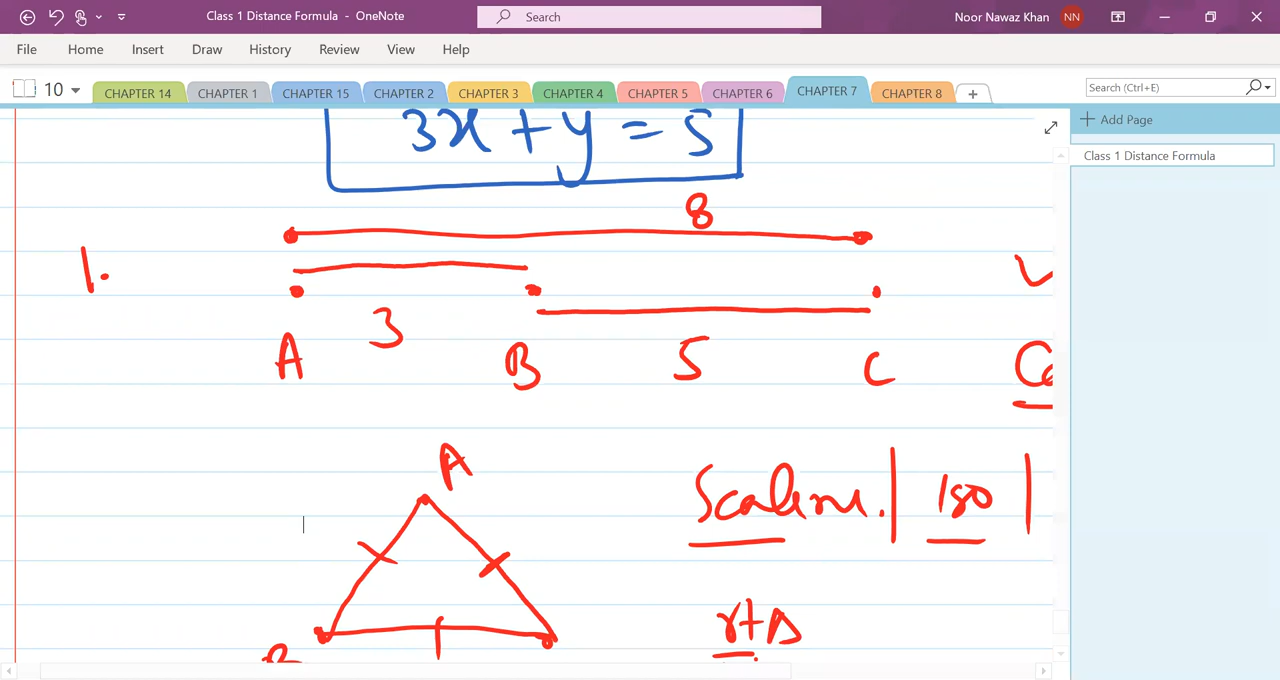 Class 1 Distance Formula - OneNote
Search
Noor Nawaz Khan NN
File Home Insert Draw History Review View Help
10 CHAPTER 14 CHAPTER 1 CHAPTER 15 CHAPTER 2 CHAPTER 3 CHAPTER 4 CHAPTER 5 CHAPTER 6 CHAPTER 7 CHAPTER 8 +
Search (Ctrl+E)
Add Page
Class 1 Distance Formula
3x + y = 5
8
1.
3 5
A B C
A
Scalene. | Iso |
B
rt Δ